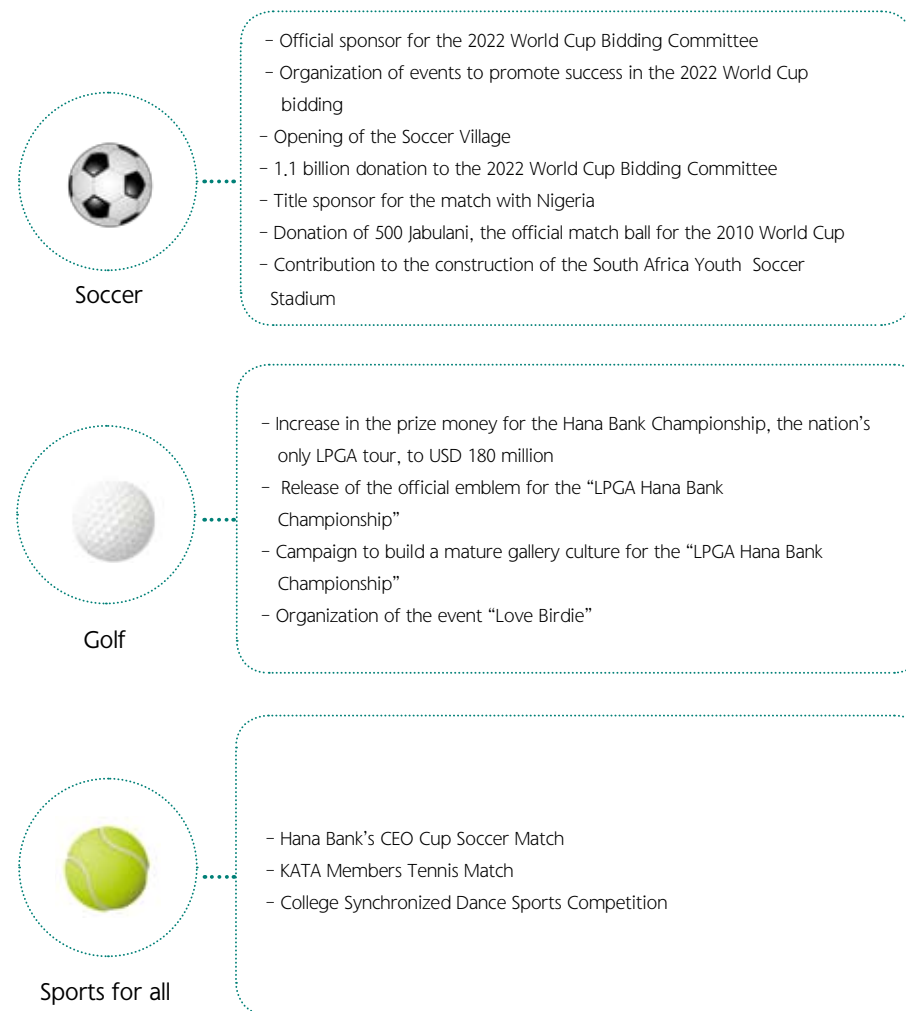 - Official sponsor for the 2022 World Cup Bidding Committee
- Organization of events to promote success in the 2022 World Cup
bidding
- Opening of the Soccer Village
- 1.1 billion donation to the 2022 World Cup Bidding Committee
- Title sponsor for the match with Nigeria
- Donation of 500 Jabulani, the official match ball for the 2010 World Cup
- Contribution to the construction of the South Africa Youth Soccer
Stadium
Soccer
- Increase in the prize money for the Hana Bank Championship, the nation's
only LPGA tour, to USD 180 million
- Release of the official emblem for the “LPGA Hana Bank
Championship”
- Campaign to build a mature gallery culture for the “LPGA Hana Bank
Championship”
- Organization of the event “Love Birdie”
Golf
- Hana Bank's CEO Cup Soccer Match
- KATA Members Tennis Match
- College Synchronized Dance Sports Competition
Sports for all